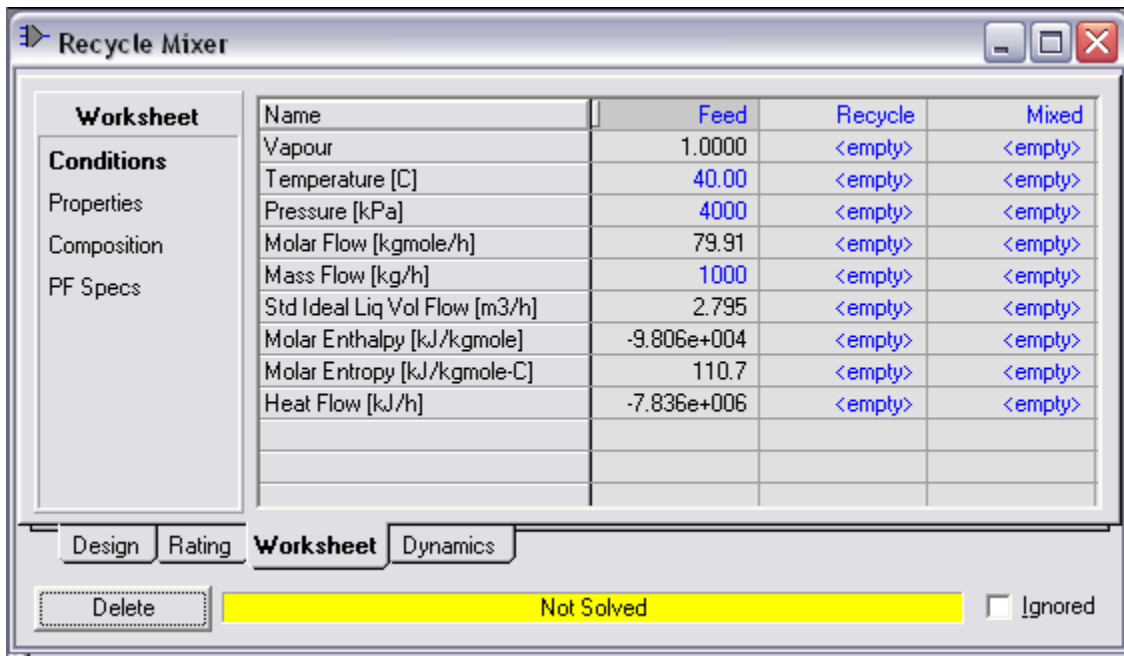 Recycle Mixer
Worksheet
Conditions
Properties
Composition
PF Specs
Name Feed Recycle Mixed
Vapour 1.0000 <empty> <empty>
Temperature [C] 40.00 <empty> <empty>
Pressure [kPa] 4000 <empty> <empty>
Molar Flow [kgmole/h] 79.91 <empty> <empty>
Mass Flow [kg/h] 1000 <empty> <empty>
Std Ideal Liq Vol Flow [m3/h] 2.795 <empty> <empty>
Molar Enthalpy [kJ/kgmole] -9.806e+004 <empty> <empty>
Molar Entropy [kJ/kgmole-C] 110.7 <empty> <empty>
Heat Flow [kJ/h] -7.836e+006 <empty> <empty>
Design Rating Worksheet Dynamics
Delete Not Solved Ignored